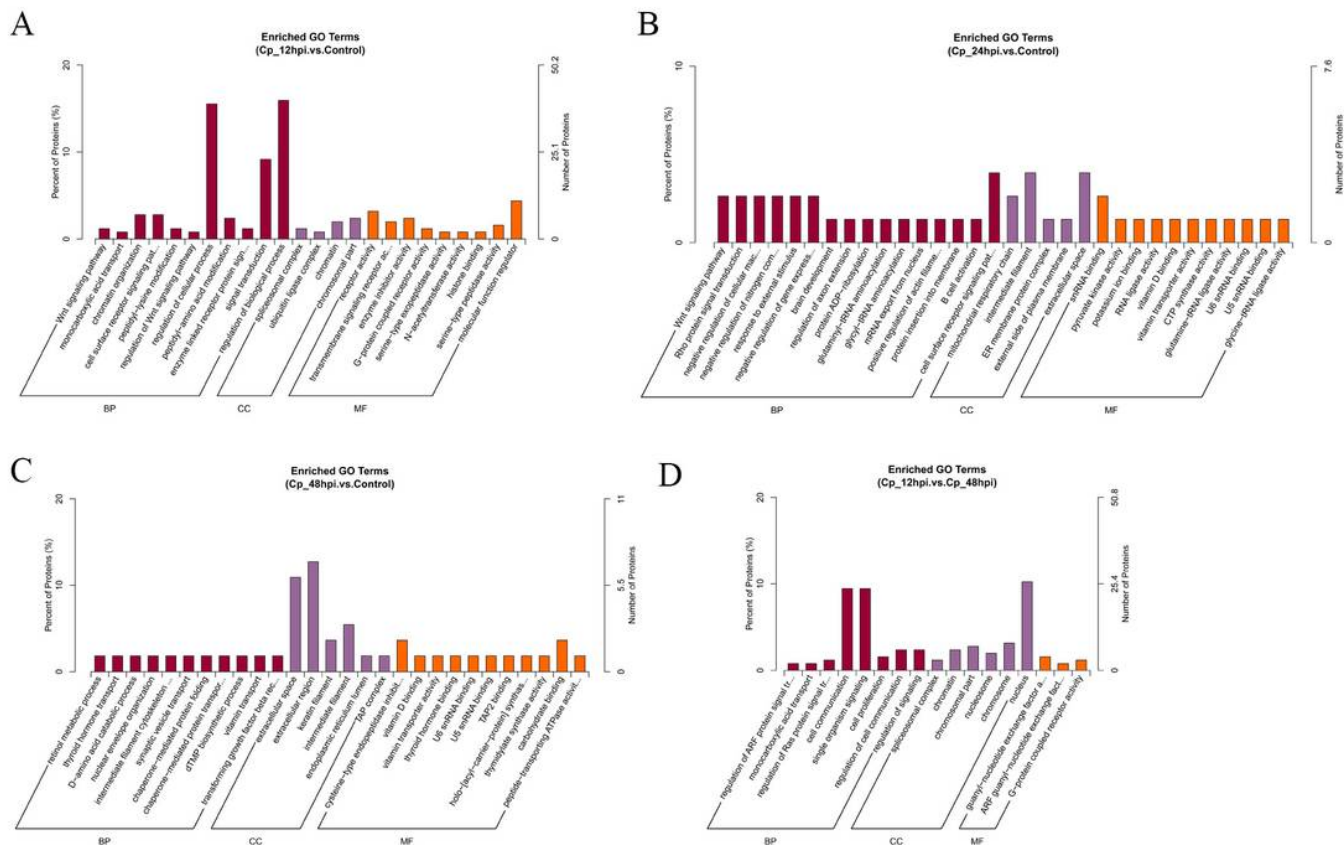 A
Enriched GO Terms
(Cp_12hpi.vs.Control)
Percent of Proteins (%)
20
10
0
50.2
25.1
0
Number of Proteins
Wnt signaling pathway
monocarboxylic acid transport
chromatin organization
cell surface receptor signaling pat...
peptidyl−lysine modification
regulation of Wnt signaling pathway
regulation of cellular process
peptidyl−amino acid modification
enzyme linked receptor protein sign...
signal transduction
regulation of biological process
spliceosomal complex
ubiquitin ligase complex
chromatin
chromosomal part
receptor activity
transmembrane signaling receptor ac...
enzyme inhibitor activity
G−protein coupled receptor activity
serine−type exopeptidase activity
N−acetyltransferase activity
histone binding
serine−type peptidase activity
molecular function regulator
BP
CC
MF
B
Enriched GO Terms
(Cp_24hpi.vs.Control)
Percent of Proteins (%)
10
0
7.6
0
Number of Proteins
Wnt signaling pathway
Rho protein signal transduction
negative regulation of cellular mac...
negative regulation of nitrogen com...
response to external stimulus
negative regulation of gene express...
brain development
regulation of axon extension
protein ADP−ribosylation
glutaminyl−tRNA aminoacylation
glycyl−tRNA aminoacylation
mRNA export from nucleus
positive regulation of actin filame...
protein insertion into membrane
B cell activation
cell surface receptor signaling pat...
mitochondrial respiratory chain
intermediate filament
ER membrane protein complex
external side of plasma membrane
extracellular space
snRNA binding
pyruvate kinase activity
potassium ion binding
RNA ligase activity
vitamin D binding
vitamin transporter activity
CTP synthase activity
glutamine−tRNA ligase activity
U6 snRNA binding
U5 snRNA binding
glycine−tRNA ligase activity
BP
CC
MF
C
Enriched GO Terms
(Cp_48hpi.vs.Control)
Percent of Proteins (%)
20
10
0
11
5.5
0
Number of Proteins
retinol metabolic process
thyroid hormone transport
D−amino acid catabolic process
nuclear envelope organization
intermediate filament cytoskeleton ...
synaptic vesicle transport
chaperone−mediated protein folding
chaperone−mediated protein transpor...
dTMP biosynthetic process
vitamin transport
transforming growth factor beta rec...
extracellular space
extracellular region
keratin filament
intermediate filament
endoplasmic reticulum lumen
TAP complex
cysteine−type endopeptidase inhibit...
vitamin D binding
vitamin transporter activity
thyroid hormone binding
U6 snRNA binding
U5 snRNA binding
TAP2 binding
holo−[acyl−carrier−protein] synthas...
thymidylate synthase activity
carbohydrate binding
peptide−transporting ATPase activit...
BP
CC
MF
D
Enriched GO Terms
(Cp_12hpi.vs.Cp_48hpi)
Percent of Proteins (%)
20
10
0
50.8
25.4
0
Number of Proteins
regulation of ARF protein signal tr...
monocarboxylic acid transport
regulation of Ras protein signal tr...
cell communication
single organism signaling
cell proliferation
regulation of cell communication
regulation of signaling
spliceosomal complex
chromatin
chromosomal part
nucleosome
chromosome
nucleus
guanyl−nucleotide exchange factor a...
ARF guanyl−nucleotide exchange fact...
G−protein coupled receptor activity
BP
CC
MF